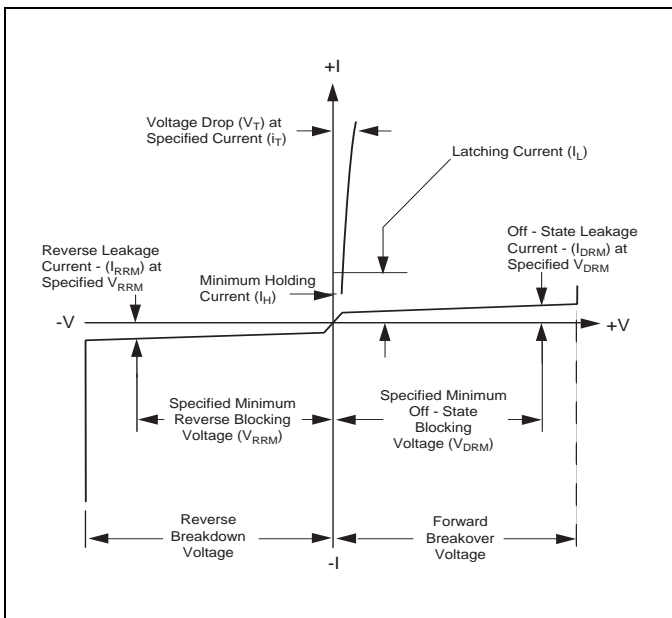 +I
Voltage Drop (VT) at
Specified Current (iT)
Latching Current (IL)
Reverse Leakage
Current - (IRRM) at
Specified VRRM
Minimum Holding
Current (IH)
Off - State Leakage
Current - (IDRM) at
Specified VDRM
-V
+V
Specified Minimum
Reverse Blocking
Voltage (VRRM)
Specified Minimum
Off - State
Blocking
Voltage (VDRM)
Reverse
Breakdown
Voltage
Forward
Breakover
Voltage
-I